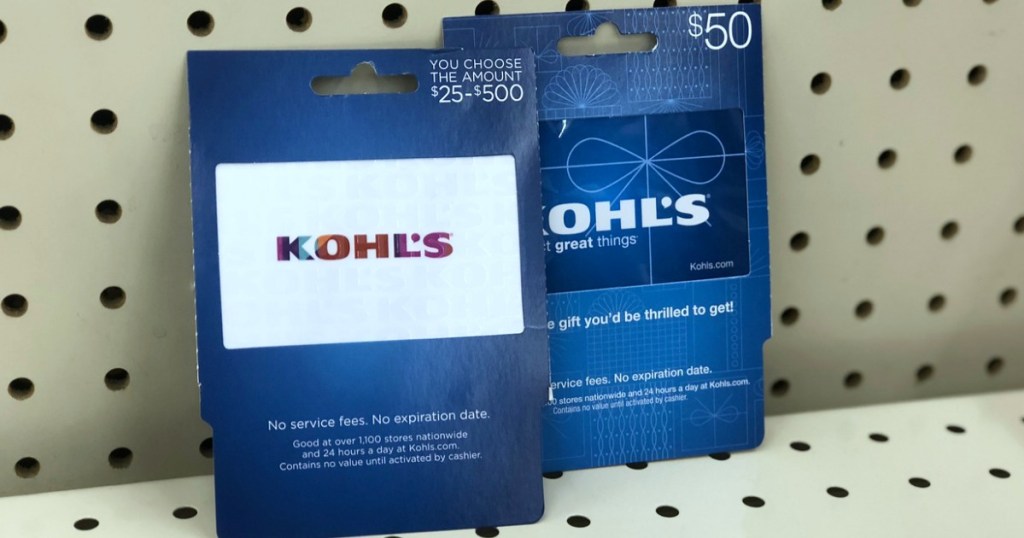 YOU CHOOSE
THE AMOUNT
$25-$500
KOHL'S
No service fees. No expiration date.
Good at over 1,100 stores nationwide
and 24 hours a day at Kohls.com.
Contains no value until activated by cashier.
$50
OHL'S
great things
Kohls.com
gift you'd be thrilled to get!
fees. No expiration date.
stores nationwide and 24 hours a day at Kohls.com.
Contains no value until activated by cashier.